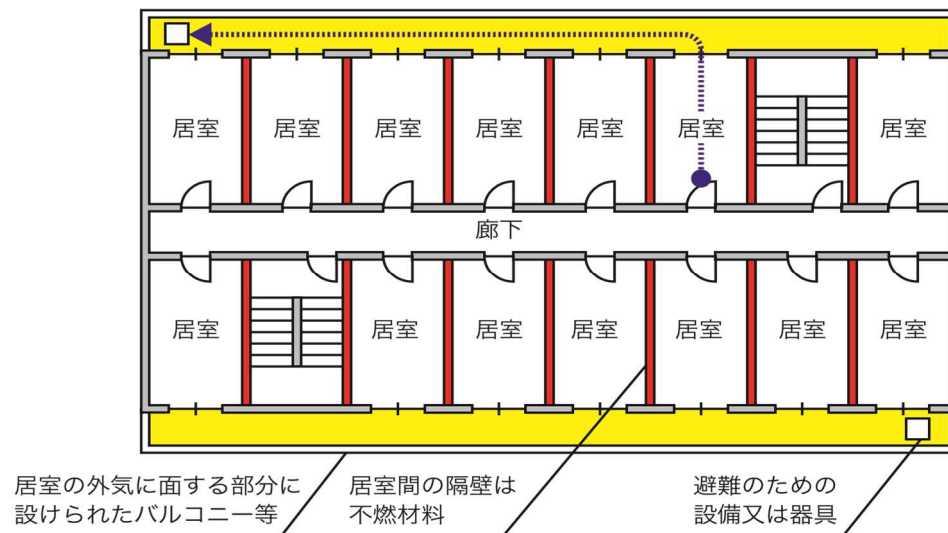 居室 居室 居室 居室 居室 居室 居室
廊下
居室 居室 居室 居室 居室 居室 居室
居室の外気に面する部分に
設けられたバルコニー等
居室間の隔壁は
不燃材料
避難のための
設備又は器具